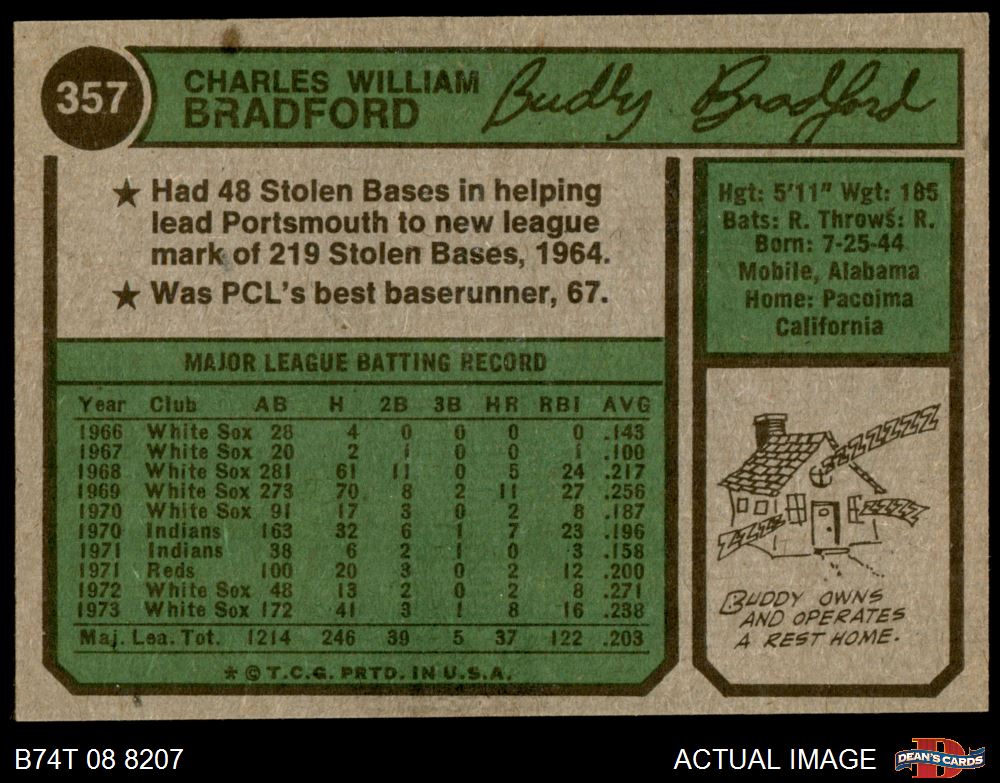 357
CHARLES WILLIAM
BRADFORD
Buddy Bradford
★ Had 48 Stolen Bases in helping
lead Portsmouth to new league
mark of 219 Stolen Bases, 1964.
★ Was PCL's best baserunner, 67.
Hgt: 5'11" Wgt: 185
Bats: R. Throws: R.
Born: 7-25-44
Mobile, Alabama
Home: Pacoima
California
MAJOR LEAGUE BATTING RECORD
Year Club AB H 2B 3B HR RBI AVG
1966 White Sox 28 4 0 0 0 0 .143
1967 White Sox 20 2 1 0 0 1 .100
1968 White Sox 281 61 11 0 5 24 .217
1969 White Sox 273 70 8 2 11 27 .256
1970 White Sox 91 17 3 0 2 8 .187
1970 Indians 163 32 6 1 7 23 .196
1971 Indians 38 6 2 1 0 3 .158
1971 Reds 100 20 3 0 2 12 .200
1972 White Sox 48 13 2 0 2 8 .271
1973 White Sox 172 41 3 1 8 16 .238
Maj. Lea. Tot. 1214 246 39 5 37 122 .203
* © T.C.G. PRTD. IN U.S.A.
ZZZZZZZ
ZZZZ
ZZZZ
BUDDY OWNS
AND OPERATES
A REST HOME.
B74T 08 8207
ACTUAL IMAGE
D
DEAN'S CARDS